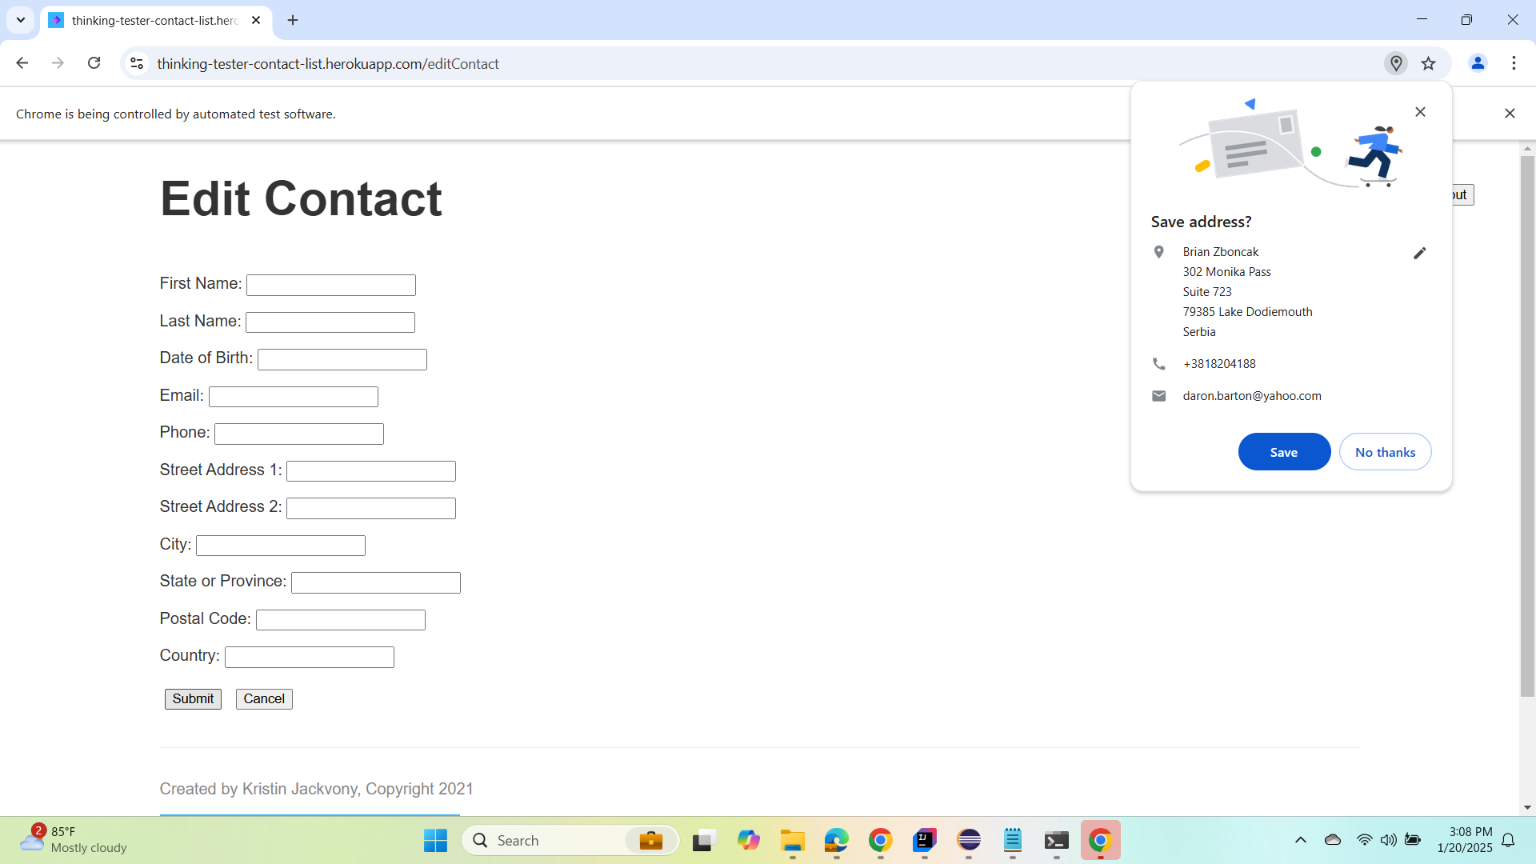 thinking-tester-contact-list.herc
thinking-tester-contact-list.herokuapp.com/editContact
Chrome is being controlled by automated test software.
Edit Contact
out
First Name:
Last Name:
Date of Birth:
Email:
Phone:
Street Address 1:
Street Address 2:
City:
State or Province:
Postal Code:
Country:
Submit Cancel
Created by Kristin Jackvony, Copyright 2021
Save address?
Brian Zboncak
302 Monika Pass
Suite 723
79385 Lake Dodiemouth
Serbia
+3818204188
daron.barton@yahoo.com
Save No thanks
2
85°F
Mostly cloudy
Search
3:08 PM
1/20/2025